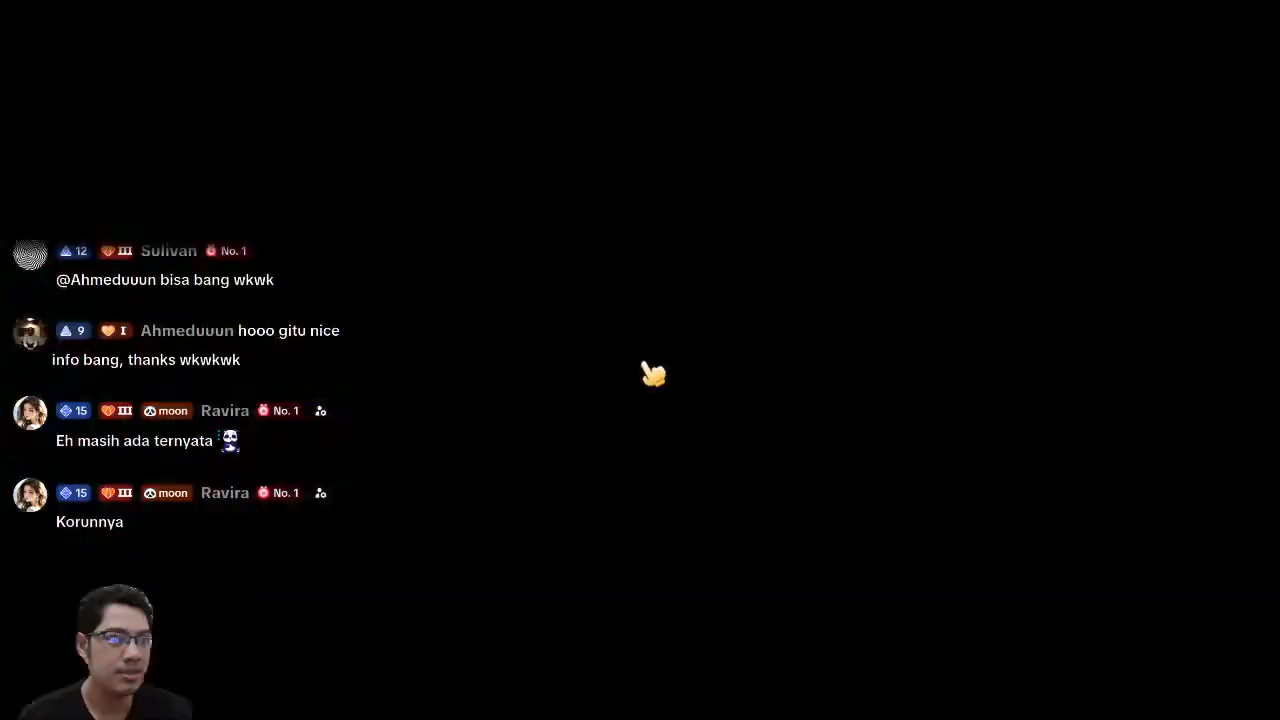 12 III Sulivan No. 1
@Ahmeduuun bisa bang wkwk
9 I Ahmeduuun hooo gitu nice
info bang, thanks wkwkwk
15 III moon Ravira No. 1
Eh masih ada ternyata
15 III moon Ravira No. 1
Korunnya